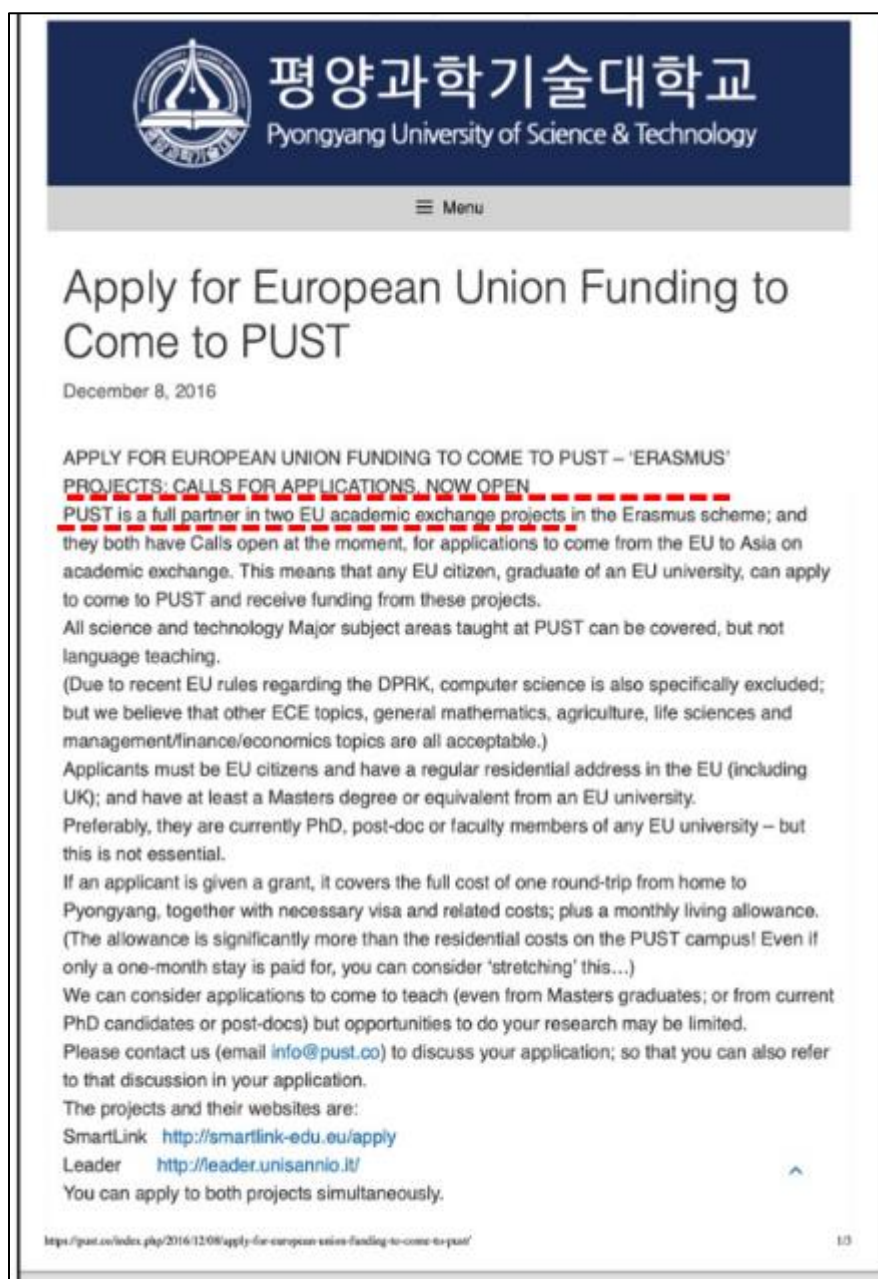 평양과학기술대학교
Pyongyang University of Science & Technology
☰ Menu
Apply for European Union Funding to
Come to PUST
December 8, 2016
APPLY FOR EUROPEAN UNION FUNDING TO COME TO PUST – 'ERASMUS'
PROJECTS: CALLS FOR APPLICATIONS, NOW OPEN
PUST is a full partner in two EU academic exchange projects in the Erasmus scheme; and
they both have Calls open at the moment, for applications to come from the EU to Asia on
academic exchange. This means that any EU citizen, graduate of an EU university, can apply
to come to PUST and receive funding from these projects.
All science and technology Major subject areas taught at PUST can be covered, but not
language teaching.
(Due to recent EU rules regarding the DPRK, computer science is also specifically excluded;
but we believe that other ECE topics, general mathematics, agriculture, life sciences and
management/finance/economics topics are all acceptable.)
Applicants must be EU citizens and have a regular residential address in the EU (including
UK); and have at least a Masters degree or equivalent from an EU university.
Preferably, they are currently PhD, post-doc or faculty members of any EU university – but
this is not essential.
If an applicant is given a grant, it covers the full cost of one round-trip from home to
Pyongyang, together with necessary visa and related costs; plus a monthly living allowance.
(The allowance is significantly more than the residential costs on the PUST campus! Even if
only a one-month stay is paid for, you can consider 'stretching' this...)
We can consider applications to come to teach (even from Masters graduates; or from current
PhD candidates or post-docs) but opportunities to do your research may be limited.
Please contact us (email info@pust.co) to discuss your application; so that you can also refer
to that discussion in your application.
The projects and their websites are:
SmartLink http://smartlink-edu.eu/apply
Leader http://leader.unisannio.it/
You can apply to both projects simultaneously.
https://pust.co/index.php/2016/12/08/apply-for-european-union-funding-to-come-to-pust/ 1/3